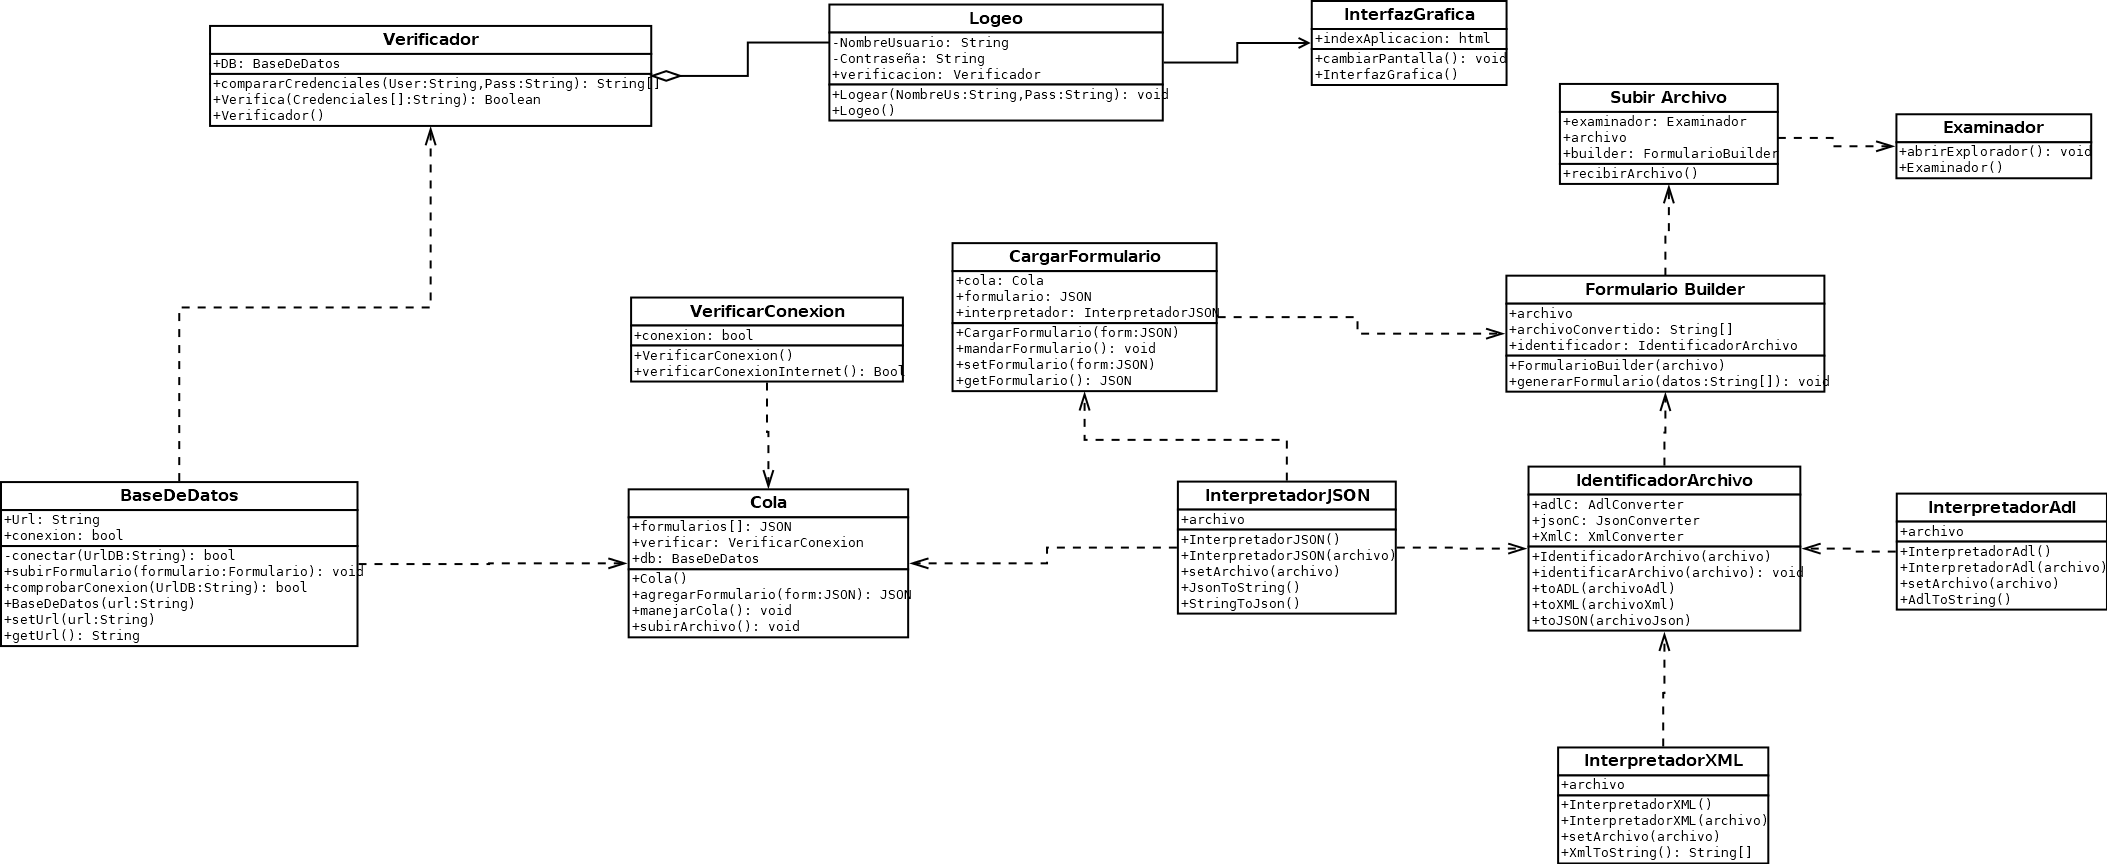 Verificador
+DB: BaseDeDatos
+compararCredenciales(User:String,Pass:String): String[]
+Verifica(Credenciales[]:String): Boolean
+Verificador()
Logeo
-NombreUsuario: String
-Contraseña: String
+verificacion: Verificador
+Logear(NombreUs:String,Pass:String): void
+Logeo()
InterfazGrafica
+indexAplicacion: html
+cambiarPantalla(): void
+InterfazGrafica()
Subir Archivo
+examinador: Examinador
+archivo
+builder: FormularioBuilder
+recibirArchivo()
Examinador
+abrirExplorador(): void
+Examinador()
CargarFormulario
+cola: Cola
+formulario: JSON
+interpretador: InterpretadorJSON
+CargarFormulario(form:JSON)
+mandarFormulario(): void
+setFormulario(form:JSON)
+getFormulario(): JSON
Formulario Builder
+archivo
+archivoConvertido: String[]
+identificador: IdentificadorArchivo
+FormularioBuilder(archivo)
+generarFormulario(datos:String[]): void
VerificarConexion
+conexion: bool
+VerificarConexion()
+verificarConexionInternet(): Bool
BaseDeDatos
+Url: String
+conexion: bool
-conectar(UrlDB:String): bool
+subirFormulario(formulario:Formulario): void
+comprobarConexion(UrlDB:String): bool
+BaseDeDatos(url:String)
+setUrl(url:String)
+getUrl(): String
Cola
+formularios[]: JSON
+verificar: VerificarConexion
+db: BaseDeDatos
+Cola()
+agregarFormulario(form:JSON): JSON
+manejarCola(): void
+subirArchivo(): void
InterpretadorJSON
+archivo
+InterpretadorJSON()
+InterpretadorJSON(archivo)
+setArchivo(archivo)
+JsonToString()
+StringToJson()
IdentificadorArchivo
+adlC: AdlConverter
+jsonC: JsonConverter
+XmlC: XmlConverter
+IdentificadorArchivo(archivo)
+identificarArchivo(archivo): void
+toADL(archivoAdl)
+toXML(archivoXml)
+toJSON(archivoJson)
InterpretadorAdl
+archivo
+InterpretadorAdl()
+InterpretadorAdl(archivo)
+setArchivo(archivo)
+AdlToString()
InterpretadorXML
+archivo
+InterpretadorXML()
+InterpretadorXML(archivo)
+setArchivo(archivo)
+XmlToString(): String[]